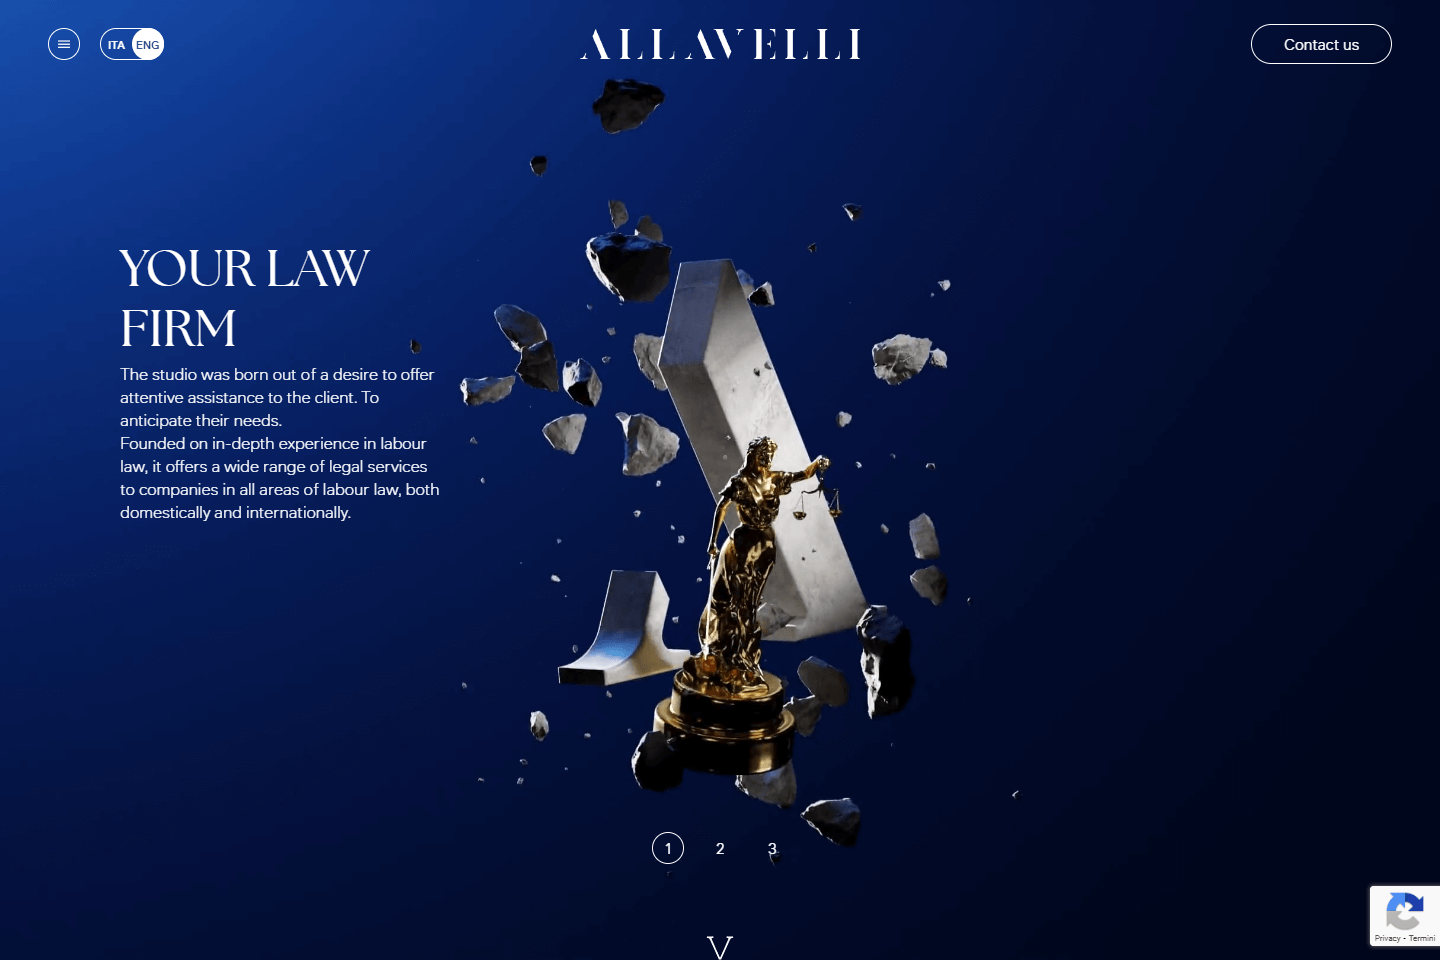 ITA ENG
ALLAVELLI
Contact us
YOUR LAW
FIRM
The studio was born out of a desire to offer
attentive assistance to the client. To
anticipate their needs.
Founded on in-depth experience in labour
law, it offers a wide range of legal services
to companies in all areas of labour law, both
domestically and internationally.
1 2 3
V
Privacy - Termini